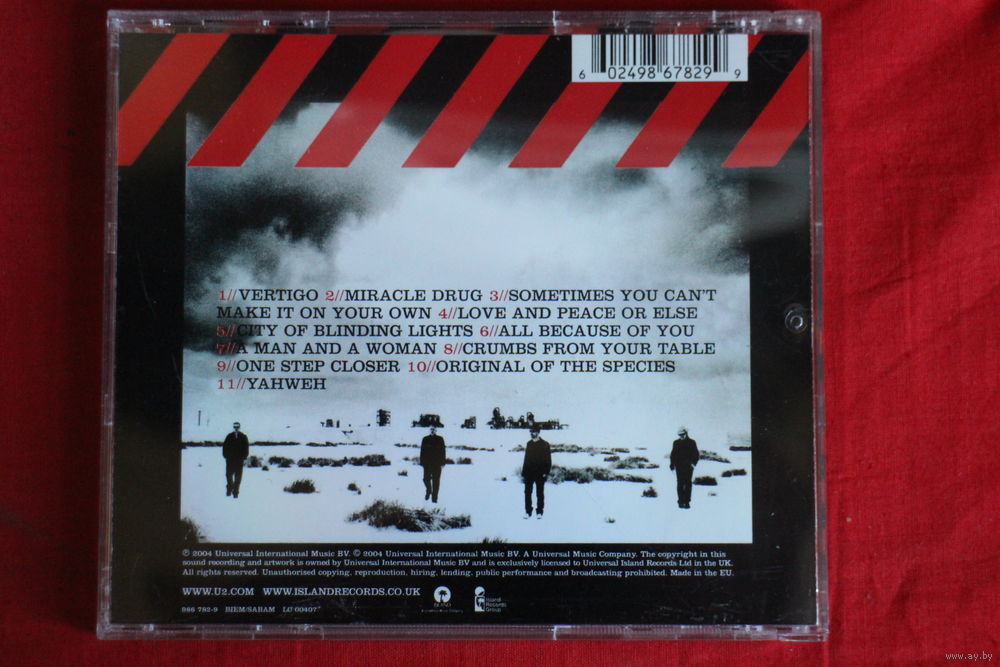 6 02498 67829 9
1//VERTIGO 2//MIRACLE DRUG 3//SOMETIMES YOU CAN'T
MAKE IT ON YOUR OWN 4//LOVE AND PEACE OR ELSE
5//CITY OF BLINDING LIGHTS 6//ALL BECAUSE OF YOU
7//A MAN AND A WOMAN 8//CRUMBS FROM YOUR TABLE
9//ONE STEP CLOSER 10//ORIGINAL OF THE SPECIES
11//YAHWEH
℗ 2004 Universal International Music BV. © 2004 Universal International Music BV. A Universal Music Company. The copyright in this
sound recording and artwork is owned by Universal International Music BV and is exclusively licensed to Universal Island Records Ltd in the UK.
All rights reserved. Unauthorised copying, reproduction, hiring, lending, public performance and broadcasting prohibited. Made in the EU.
WWW.U2.COM WWW.ISLANDRECORDS.CO.UK
ISLAND
Island
Records
Group
986 782-9 BIEM/SABAM LC 00407
www.ay.by